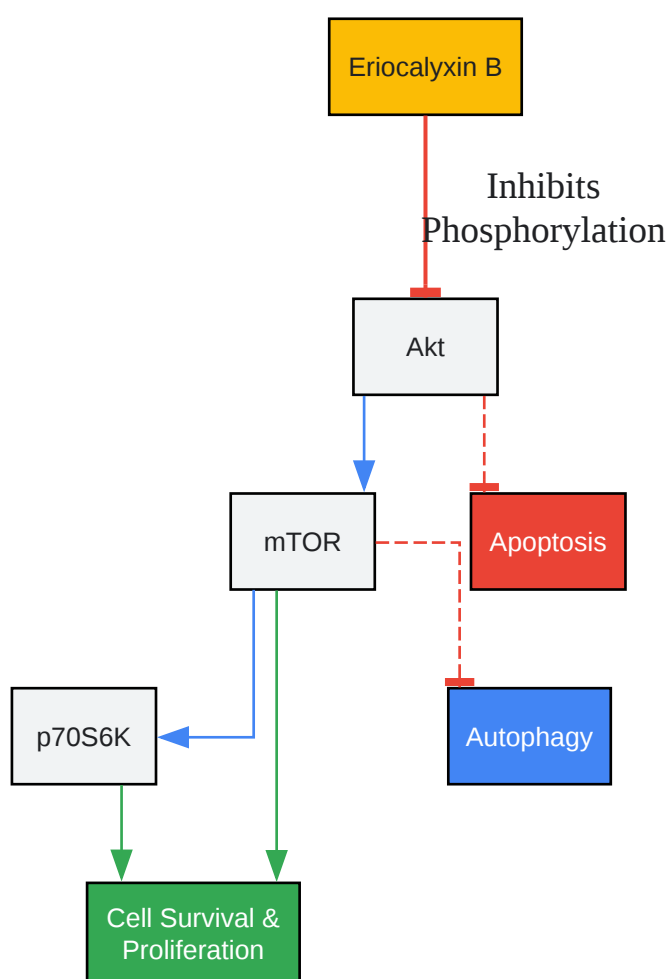 Eriocalyxin B
Inhibits
Phosphorylation
Akt
mTOR
Apoptosis
p70S6K
Autophagy
Cell Survival &
Proliferation